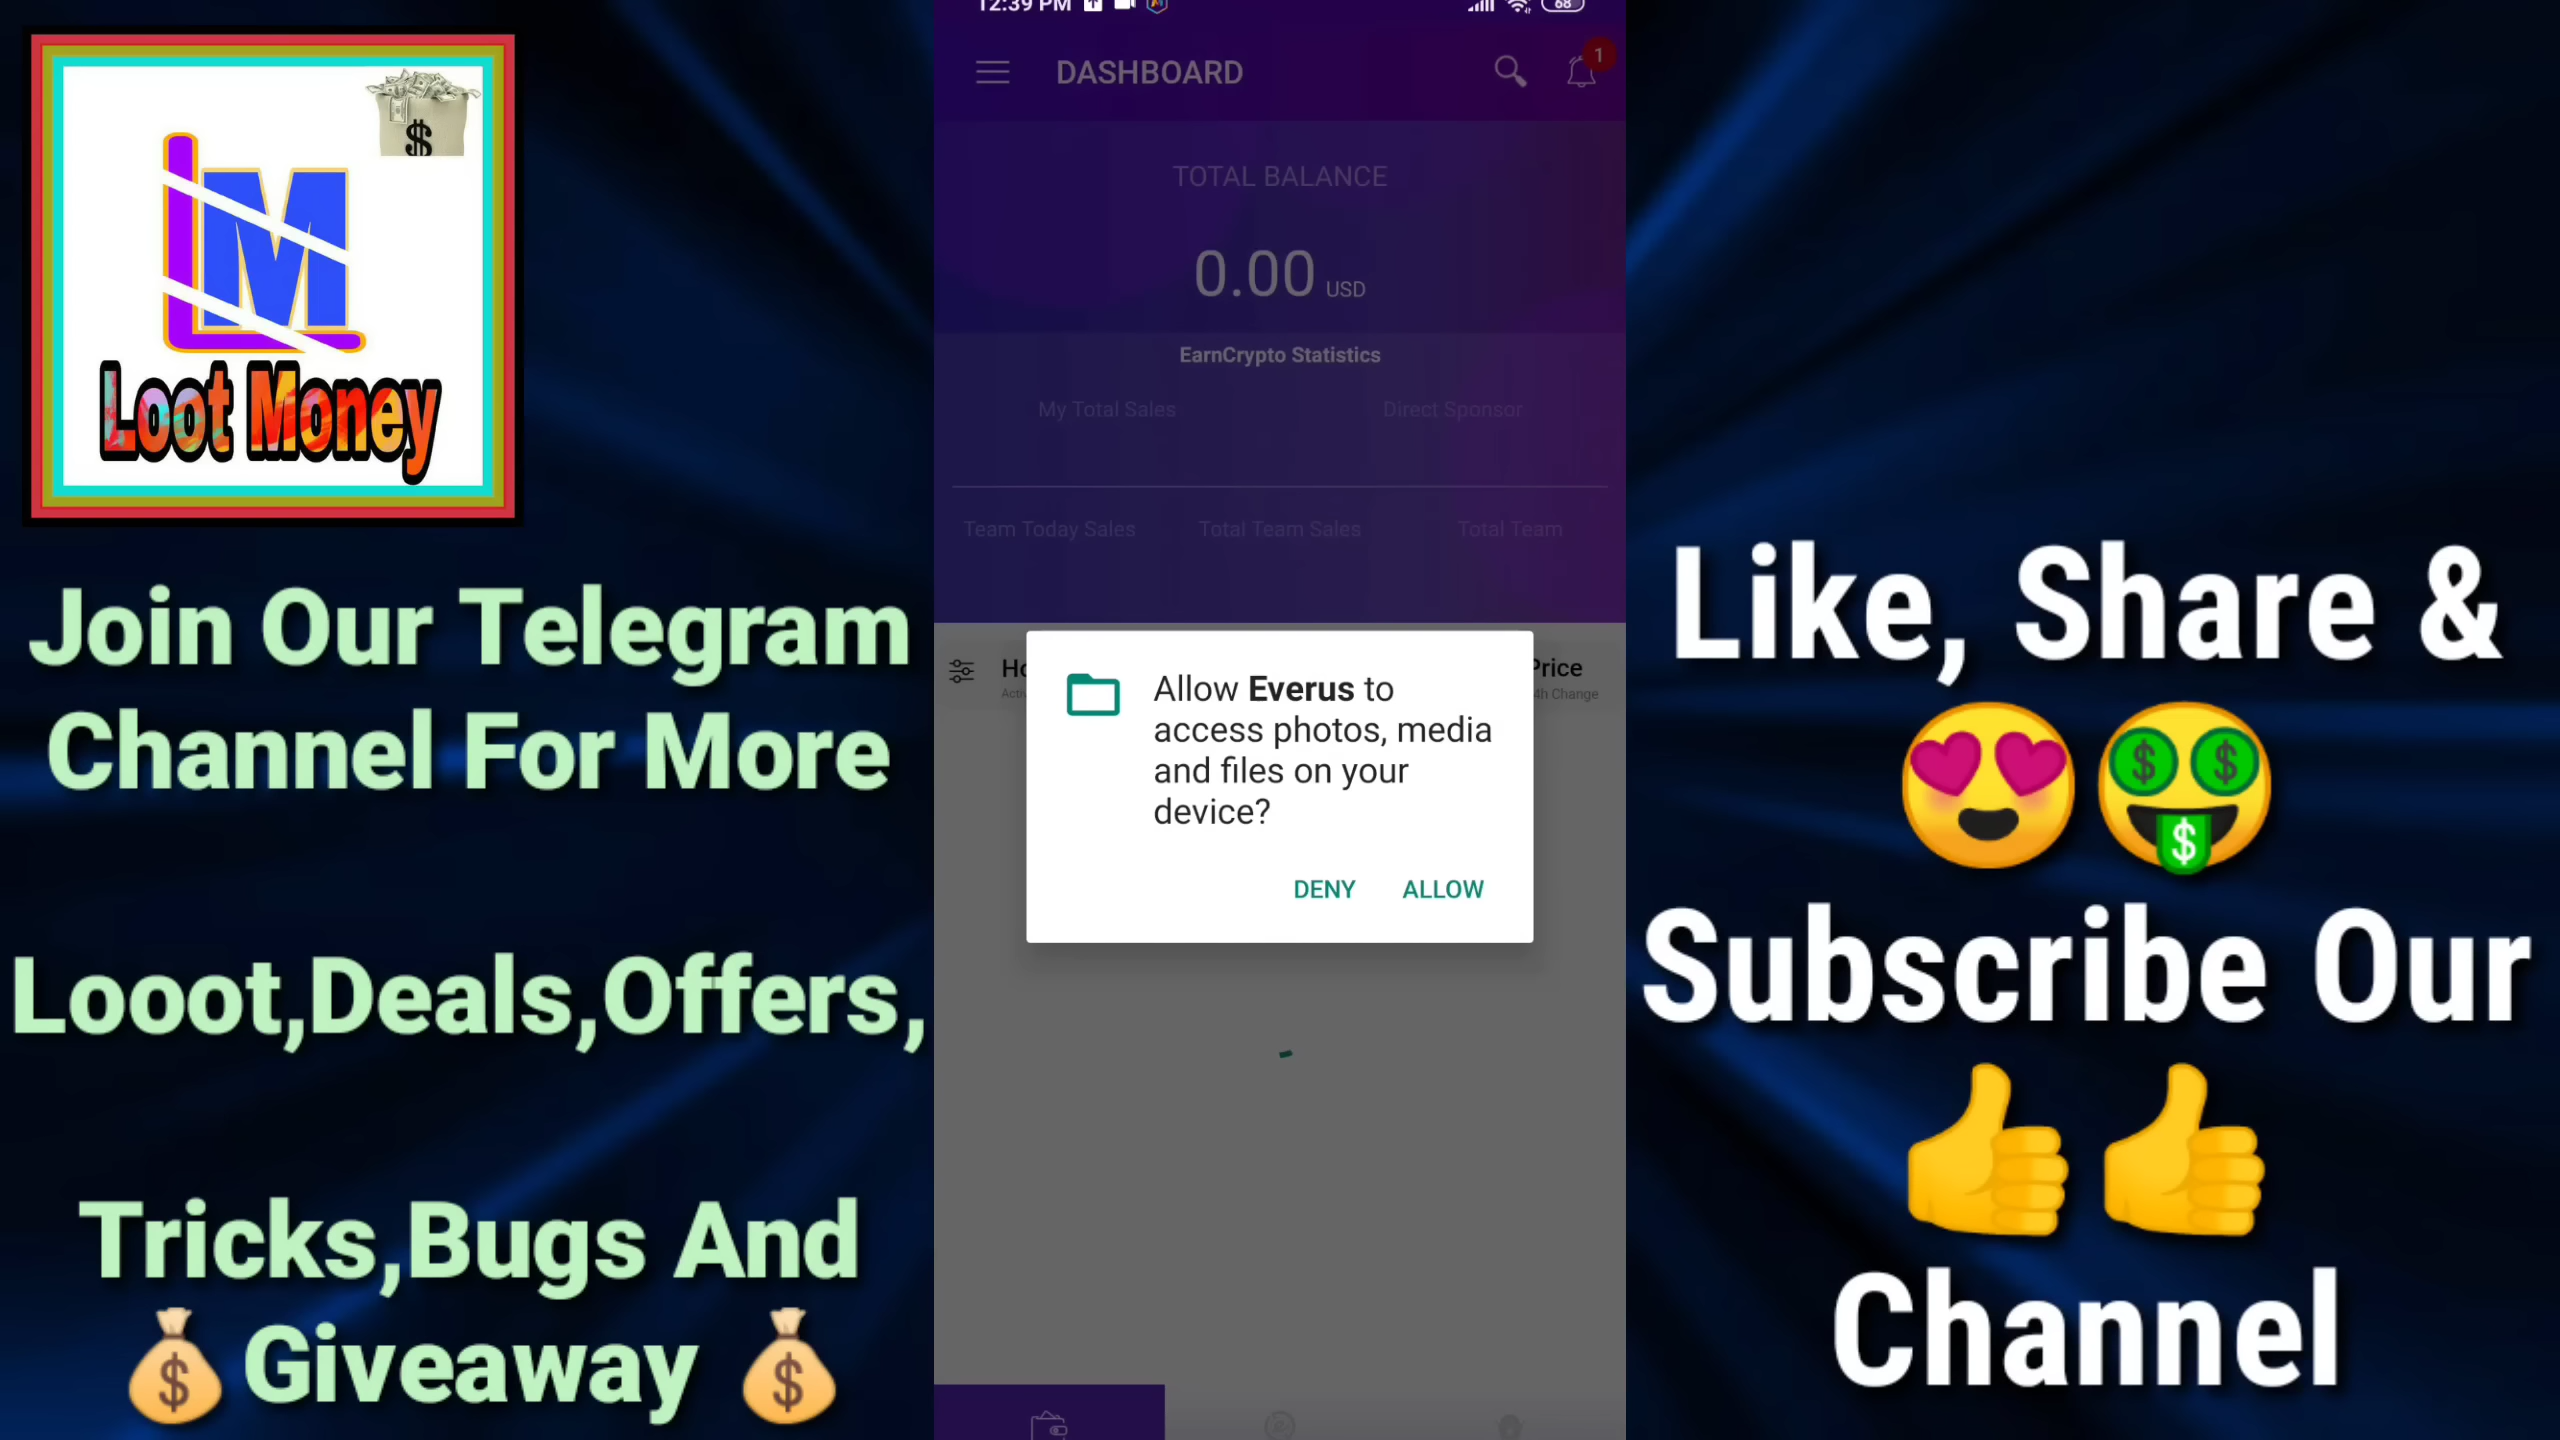 LM
Loot Money
$
Join Our Telegram
Channel For More
Looot,Deals,Offers,
Tricks,Bugs And
Giveaway
12:39 PM
68
DASHBOARD
1
TOTAL BALANCE
0.00 USD
EarnCrypto Statistics
My Total Sales
Direct Sponsor
Team Today Sales
Total Team Sales
Total Team
Price
Allow Everus to
access photos, media
and files on your
device?
DENY
ALLOW
Like, Share &
Subscribe Our
Channel